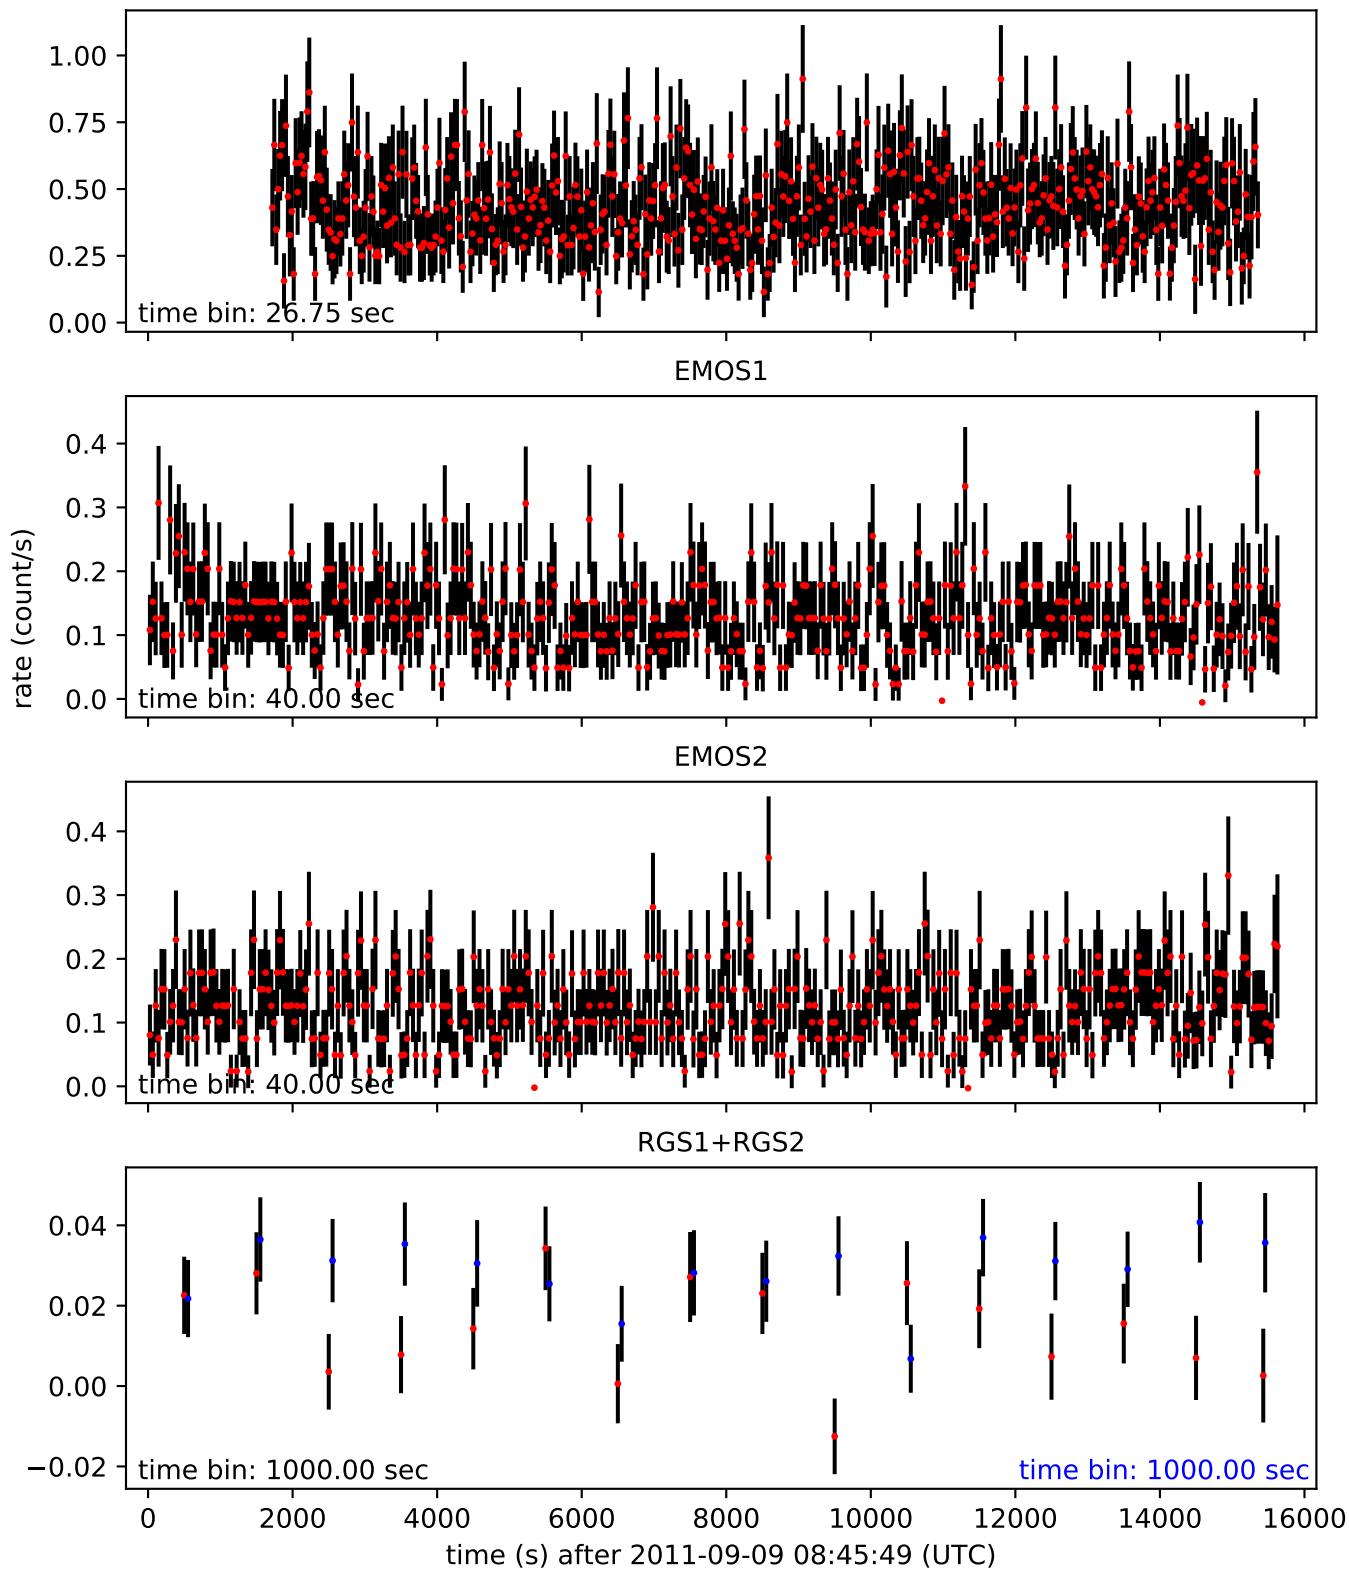 1.00
0.75
0.50
0.25
0.00
time bin: 26.75 sec
EMOS1
0.4
0.3
0.2
0.1
0.0
time bin: 40.00 sec
rate (count/s)
EMOS2
0.4
0.3
0.2
0.1
0.0
time bin: 40.00 sec
RGS1+RGS2
0.04
0.02
0.00
−0.02
time bin: 1000.00 sec
time bin: 1000.00 sec
0 2000 4000 6000 8000 10000 12000 14000 16000
time (s) after 2011-09-09 08:45:49 (UTC)